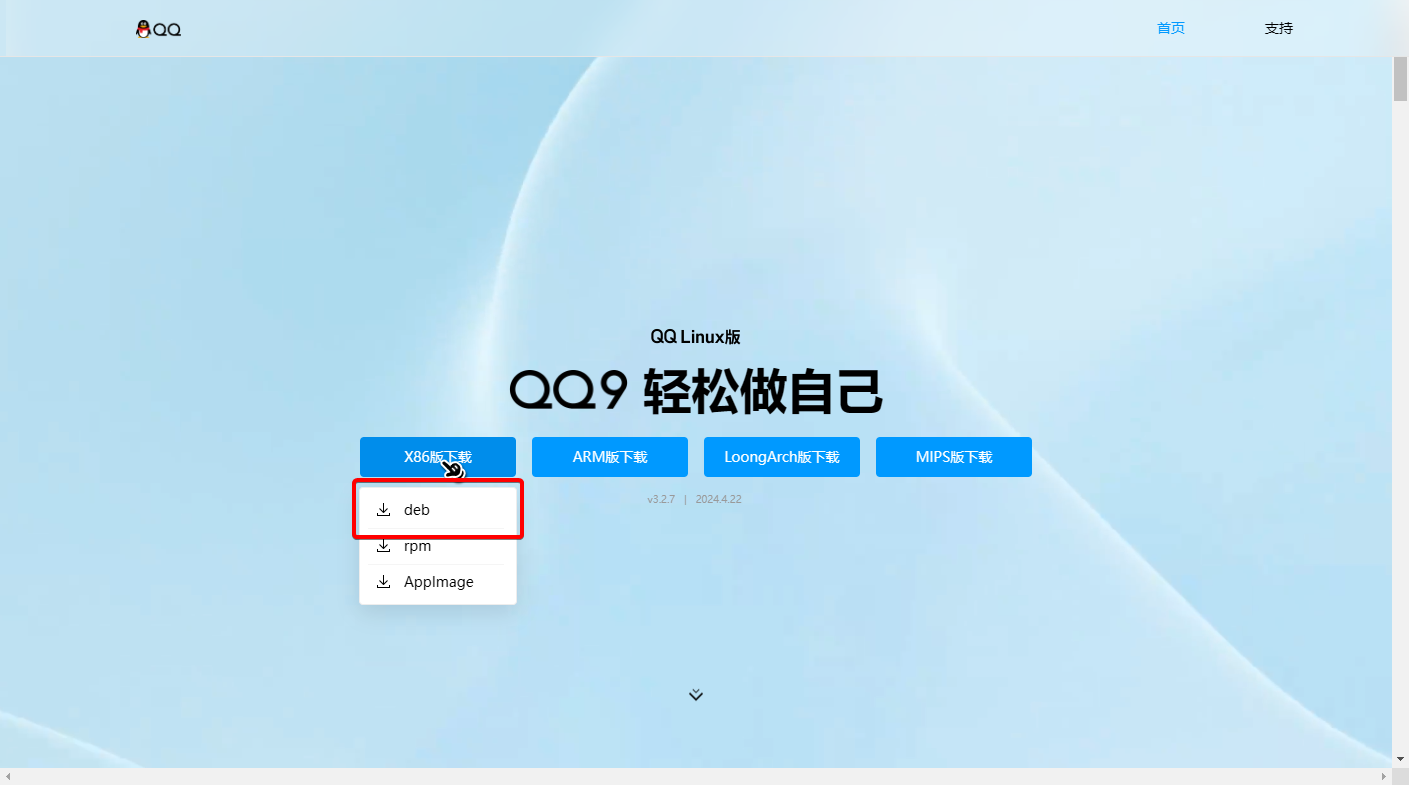 QQ
首页
支持
QQ Linux版
QQ9 轻松做自己
X86版下载
ARM版下载
LoongArch版下载
MIPS版下载
v3.2.7 | 2024.4.22
deb
rpm
AppImage